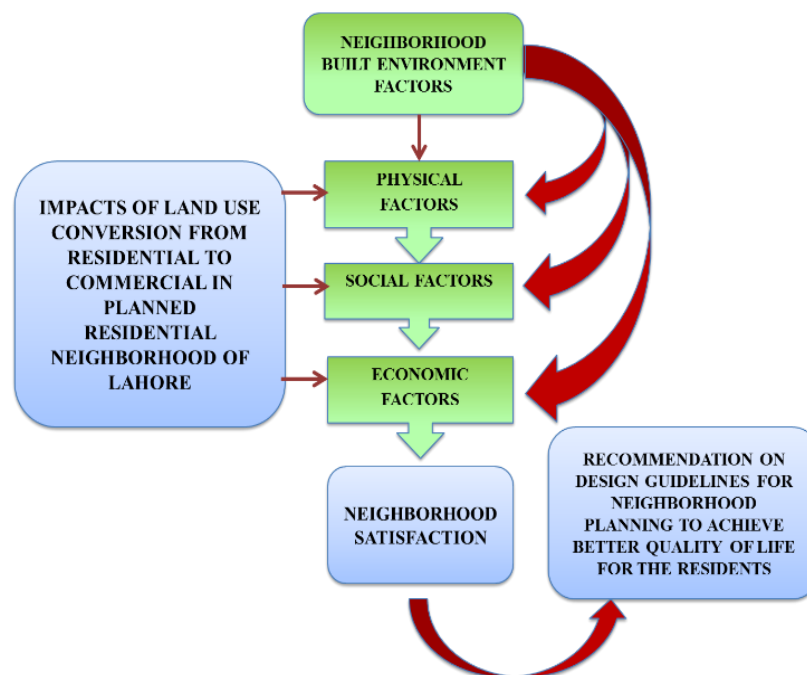 NEIGHBORHOOD
BUILT ENVIRONMENT
FACTORS
PHYSICAL
FACTORS
IMPACTS OF LAND USE
CONVERSION FROM
RESIDENTIAL TO
COMMERCIAL IN
PLANNED
RESIDENTIAL
NEIGHBORHOOD OF
LAHORE
SOCIAL FACTORS
ECONOMIC
FACTORS
NEIGHBORHOOD
SATISFACTION
RECOMMENDATION ON
DESIGN GUIDELINES FOR
NEIGHBORHOOD
PLANNING TO ACHIEVE
BETTER QUALITY OF LIFE
FOR THE RESIDENTS